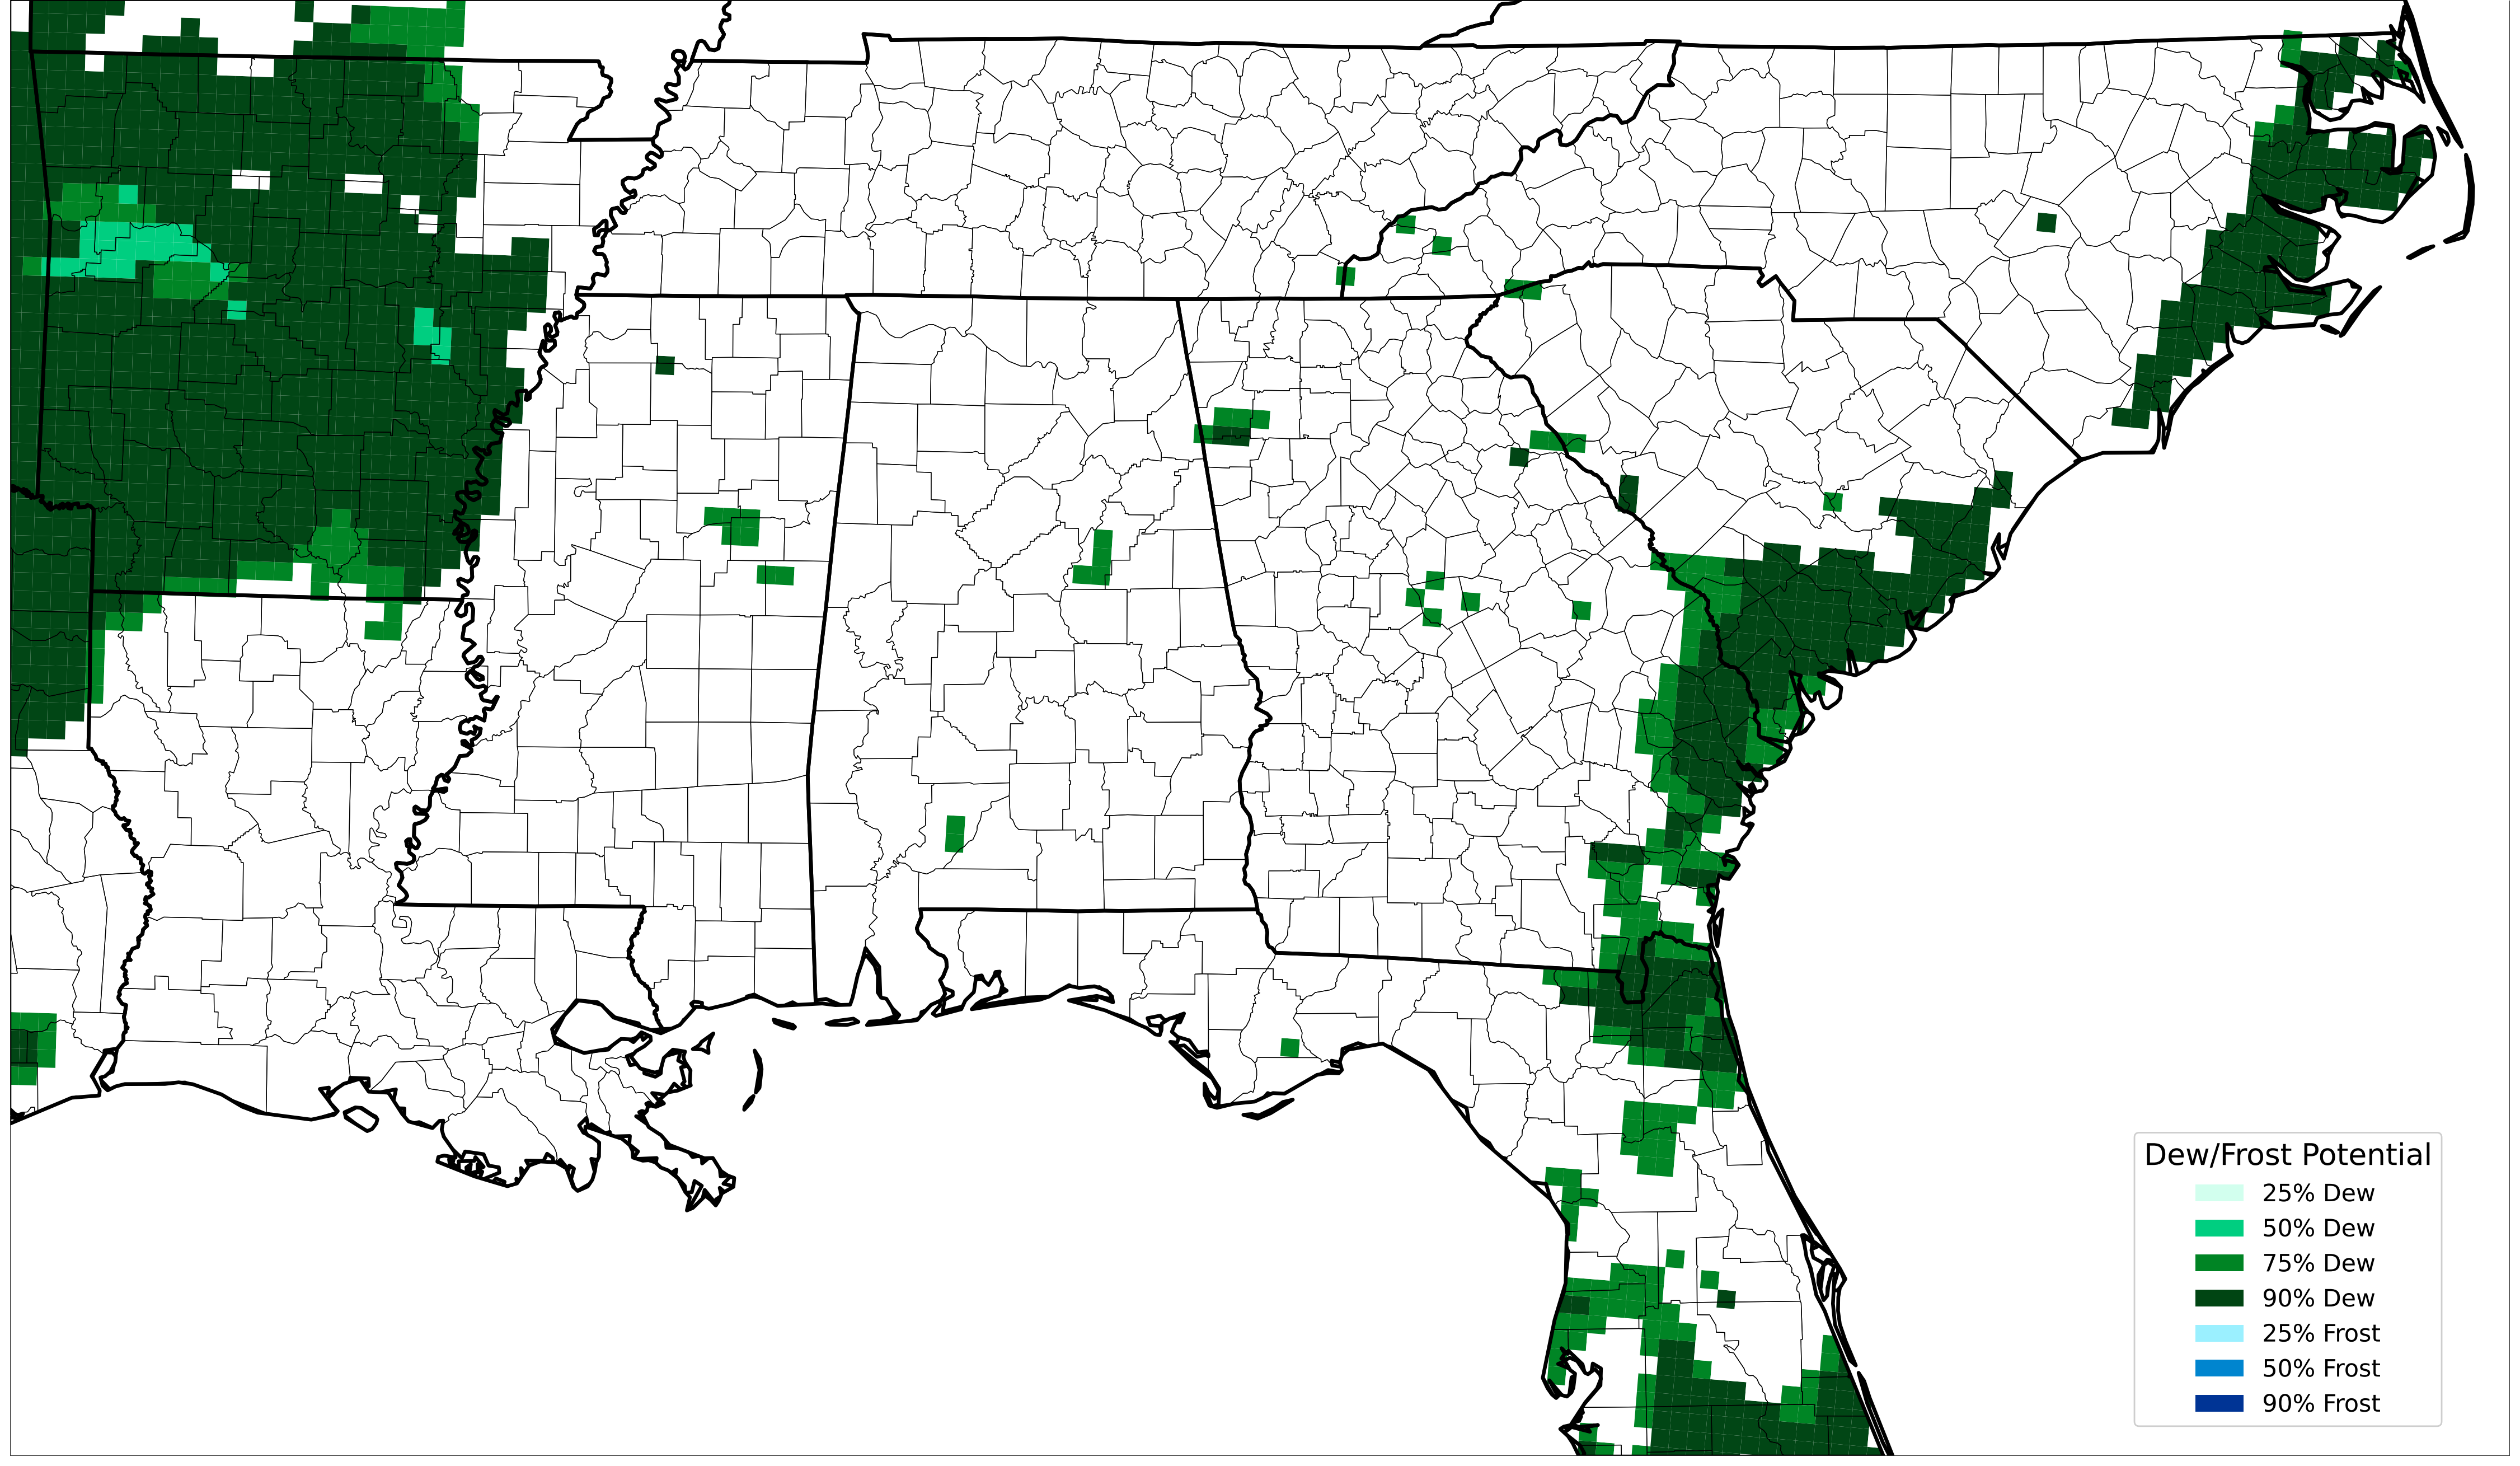 Dew/Frost Potential
25% Dew
50% Dew
75% Dew
90% Dew
25% Frost
50% Frost
90% Frost